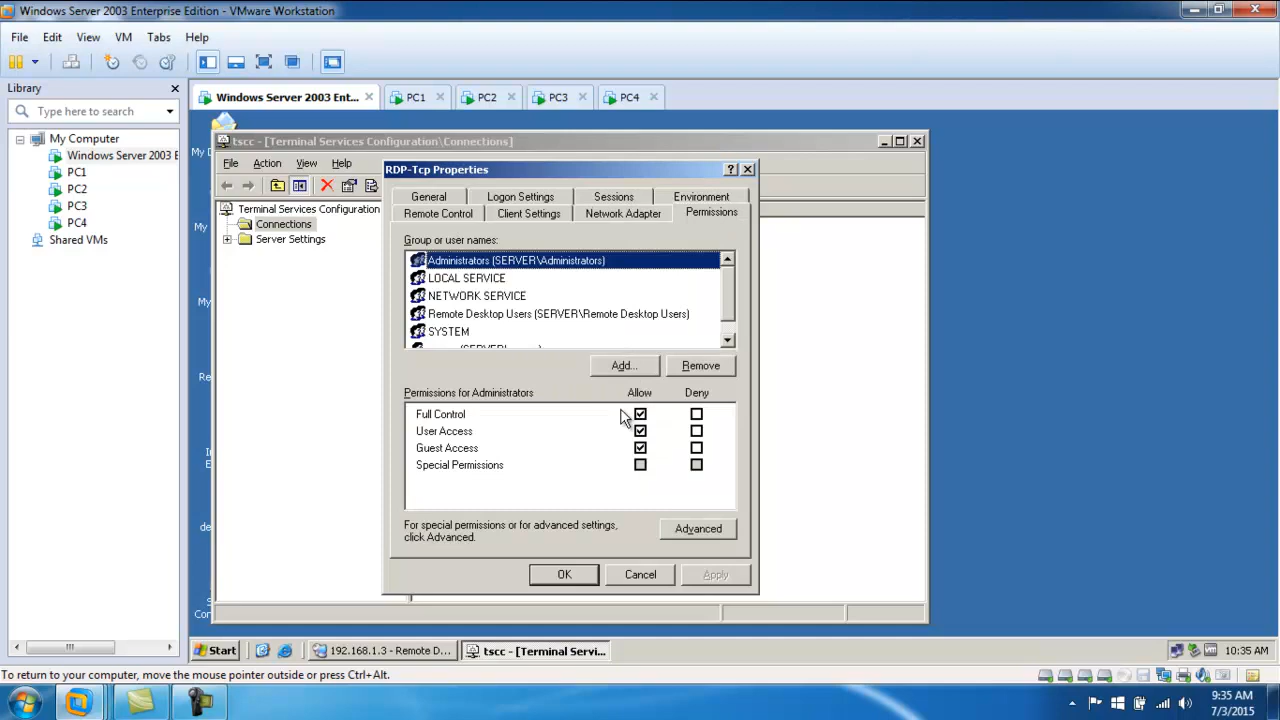 Windows Server 2003 Enterprise Edition - VMware Workstation
File Edit View VM Tabs Help
Library
Type here to search
My Computer
Windows Server 2003 E
PC1
PC2
PC3
PC4
Shared VMs
Windows Server 2003 Ent...
PC1
PC2
PC3
PC4
tscc - [Terminal Services Configuration\Connections]
File Action View Help
Terminal Services Configuration
Connections
Server Settings
RDP-Tcp Properties
General Logon Settings Sessions Environment
Remote Control Client Settings Network Adapter Permissions
Group or user names:
Administrators (SERVER\Administrators)
LOCAL SERVICE
NETWORK SERVICE
Remote Desktop Users (SERVER\Remote Desktop Users)
SYSTEM
Add... Remove
Permissions for Administrators Allow Deny
Full Control
User Access
Guest Access
Special Permissions
For special permissions or for advanced settings,
click Advanced.
Advanced
OK Cancel Apply
Start 192.168.1.3 - Remote D... tscc - [Terminal Servi... 10:35 AM
To return to your computer, move the mouse pointer outside or press Ctrl+Alt.
9:35 AM
7/3/2015